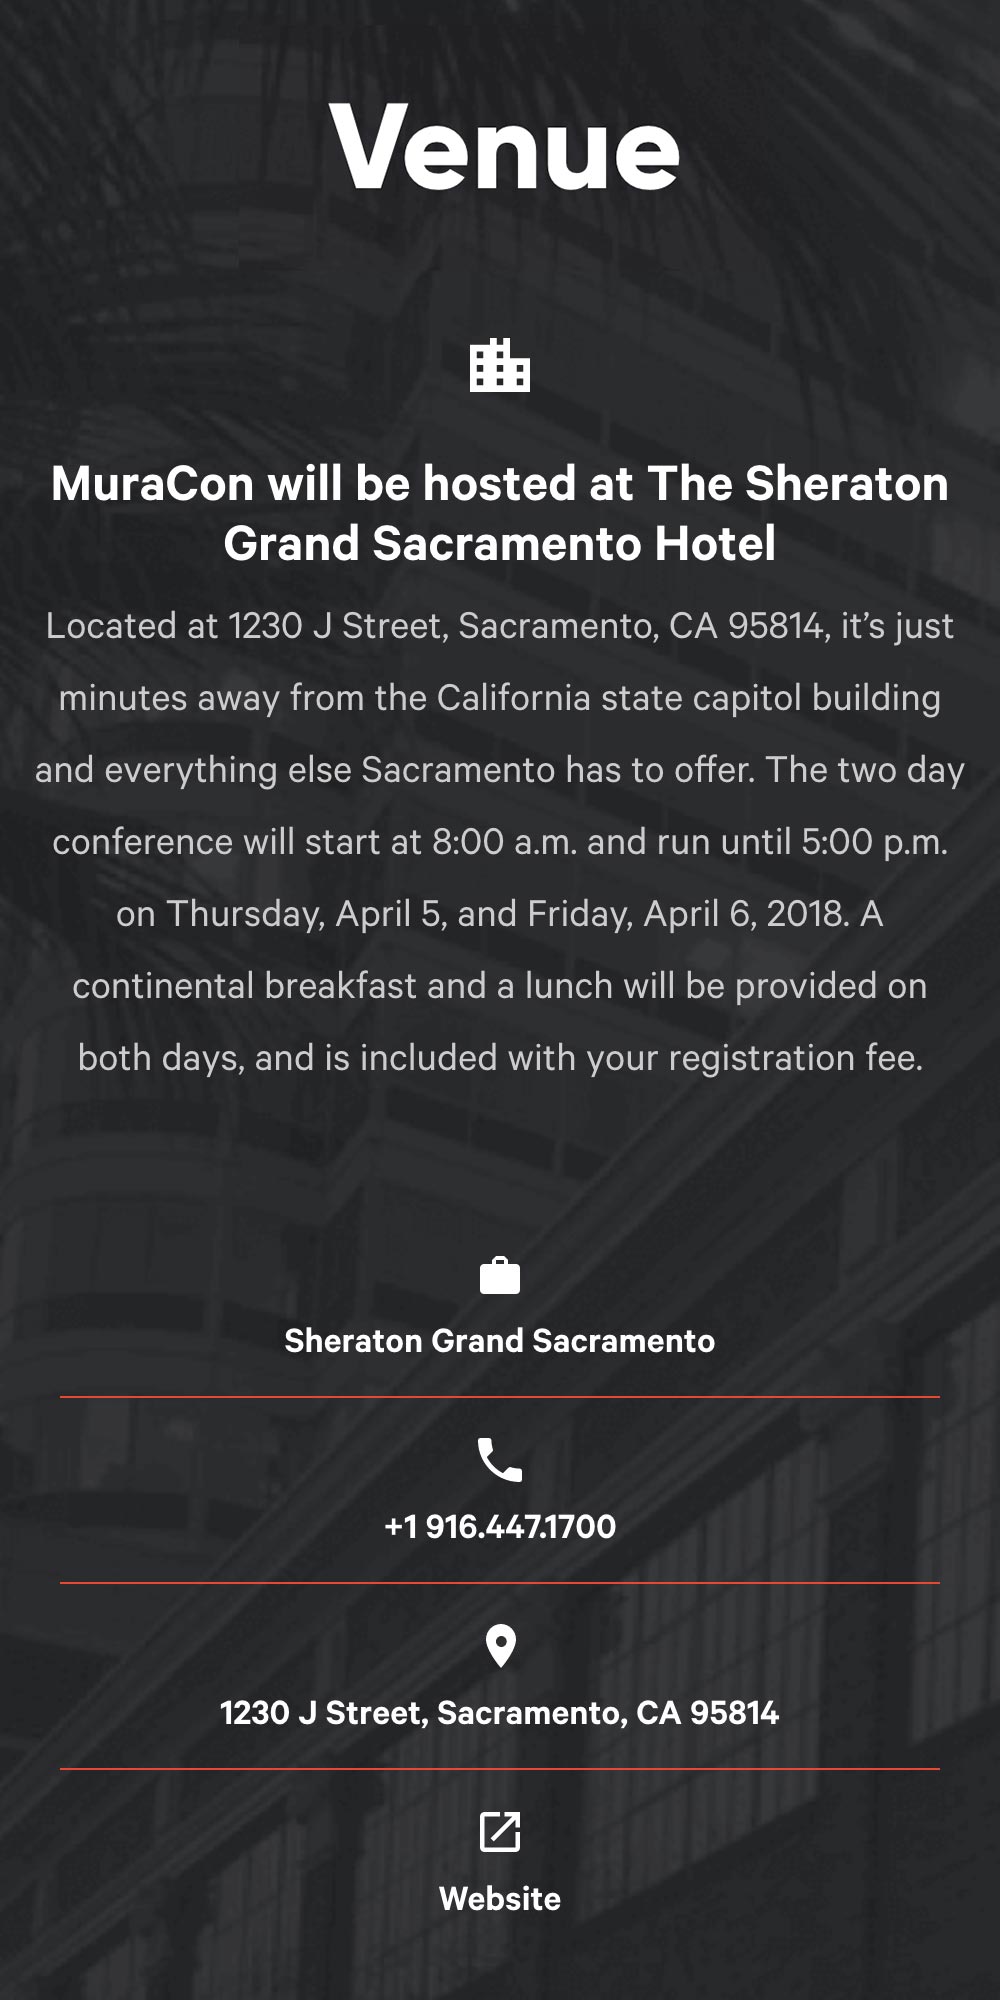 Venue
MuraCon will be hosted at The Sheraton
Grand Sacramento Hotel
Located at 1230 J Street, Sacramento, CA 95814, it’s just
minutes away from the California state capitol building
and everything else Sacramento has to offer. The two day
conference will start at 8:00 a.m. and run until 5:00 p.m.
on Thursday, April 5, and Friday, April 6, 2018. A
continental breakfast and a lunch will be provided on
both days, and is included with your registration fee.
Sheraton Grand Sacramento
+1 916.447.1700
1230 J Street, Sacramento, CA 95814
Website